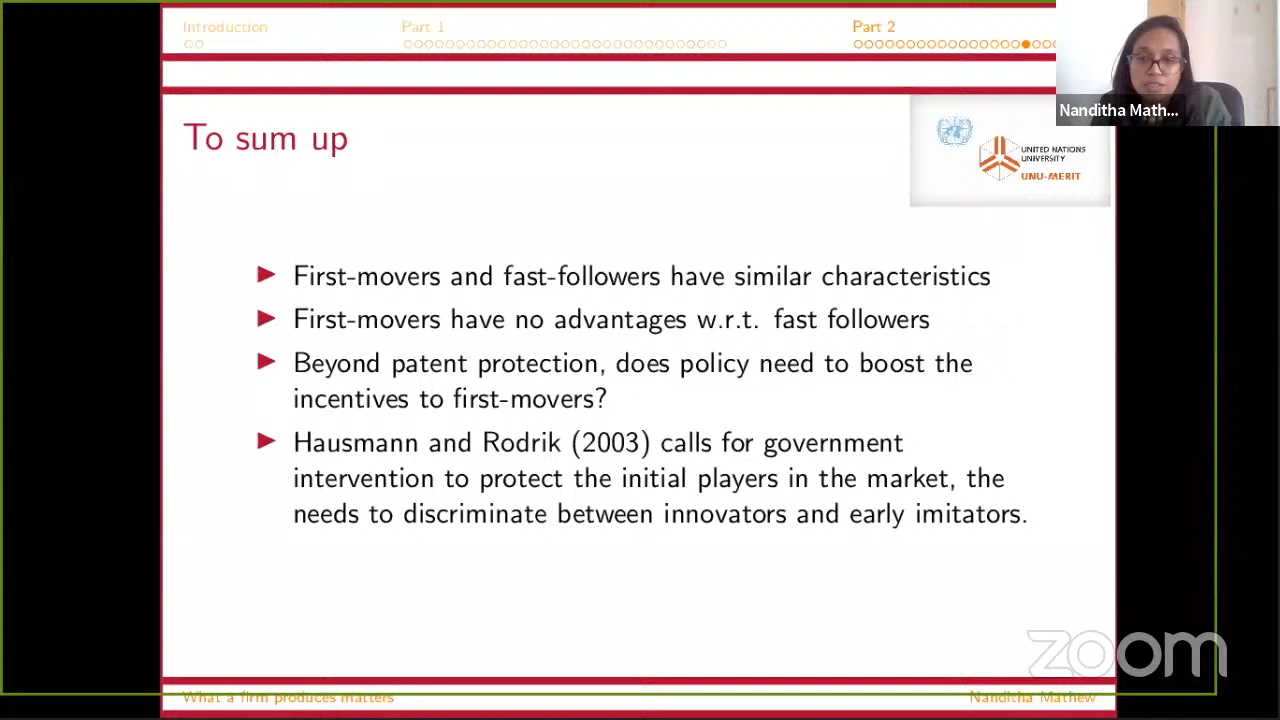 Introduction
Part 1
Part 2
Nanditha Math...
To sum up
UNITED NATIONS
UNIVERSITY
UNU-MERIT
First-movers and fast-followers have similar characteristics
First-movers have no advantages w.r.t. fast followers
Beyond patent protection, does policy need to boost the
incentives to first-movers?
Hausmann and Rodrik (2003) calls for government
intervention to protect the initial players in the market, the
needs to discriminate between innovators and early imitators.
zoom
What a firm produces matters
Nanditha Mathew